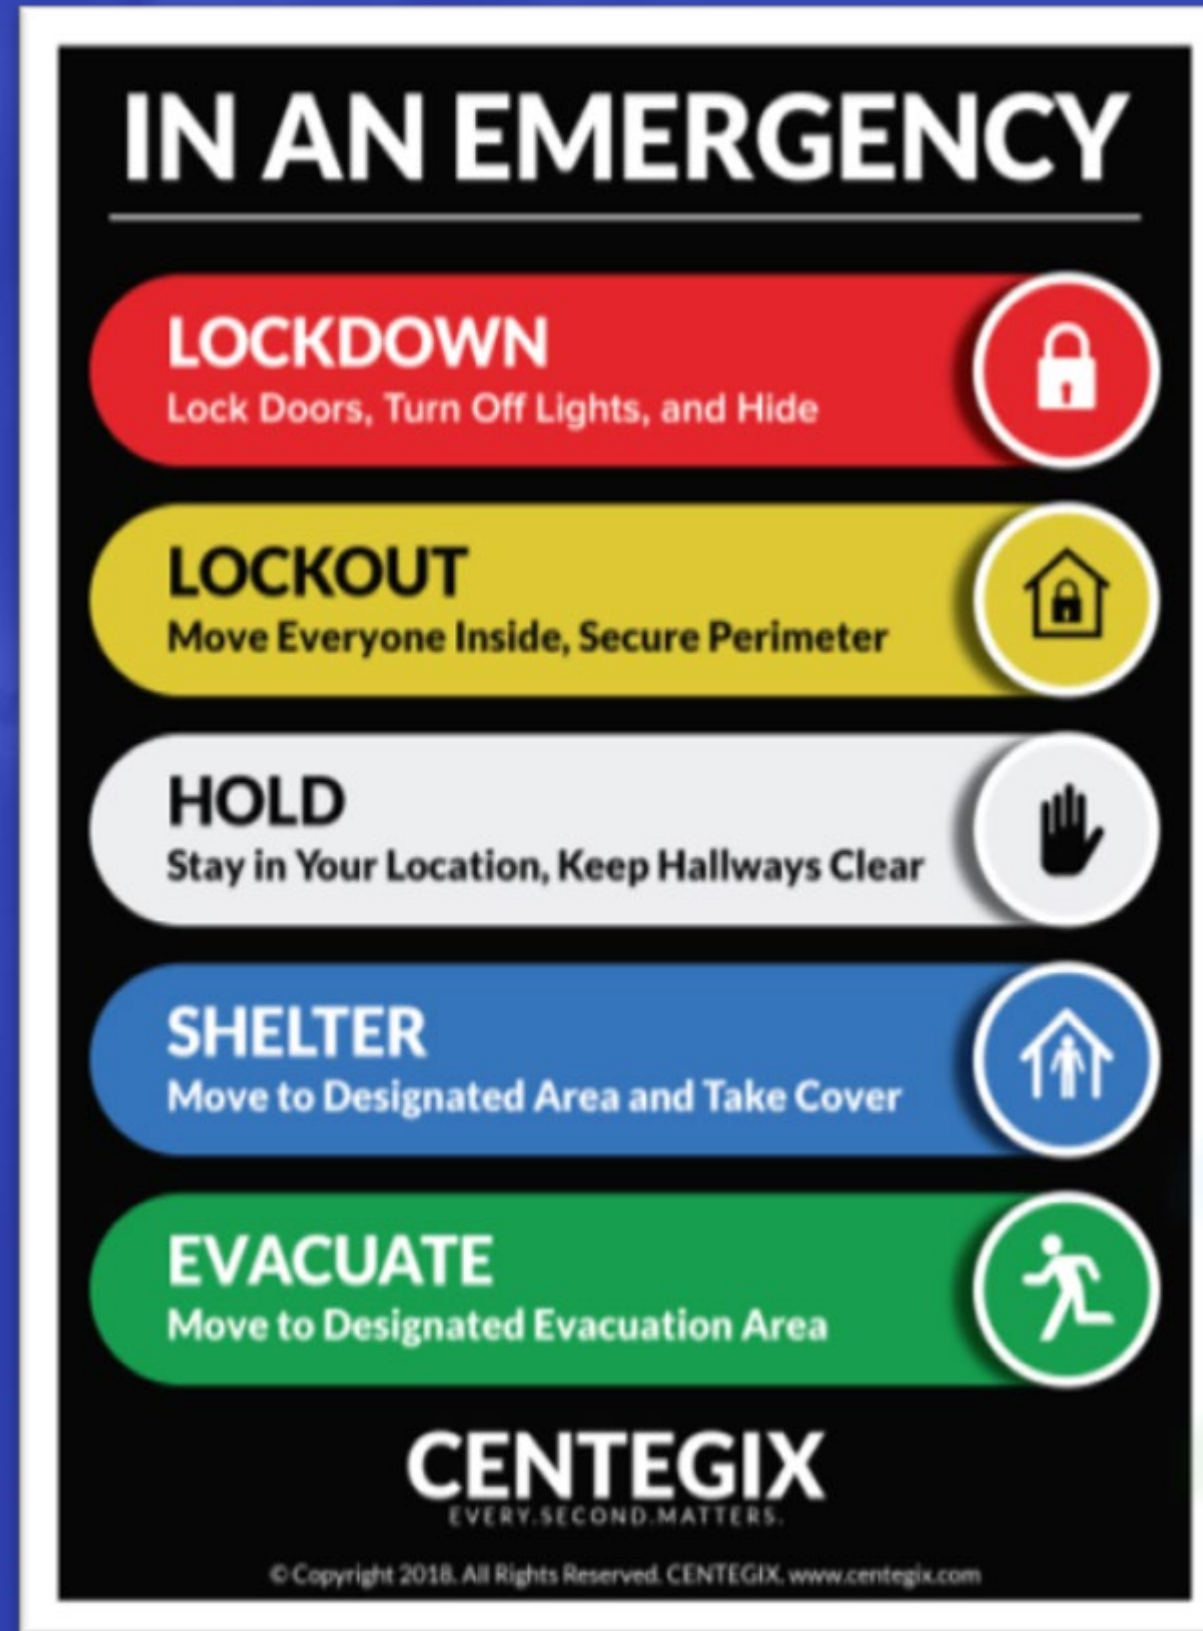 IN AN EMERGENCY
LOCKDOWN
Lock Doors, Turn Off Lights, and Hide
LOCKOUT
Move Everyone Inside, Secure Perimeter
HOLD
Stay in Your Location, Keep Hallways Clear
SHELTER
Move to Designated Area and Take Cover
EVACUATE
Move to Designated Evacuation Area
CENTEGIX
EVERY.SECOND.MATTERS.
© Copyright 2018. All Rights Reserved. CENTEGIX. www.centegix.com